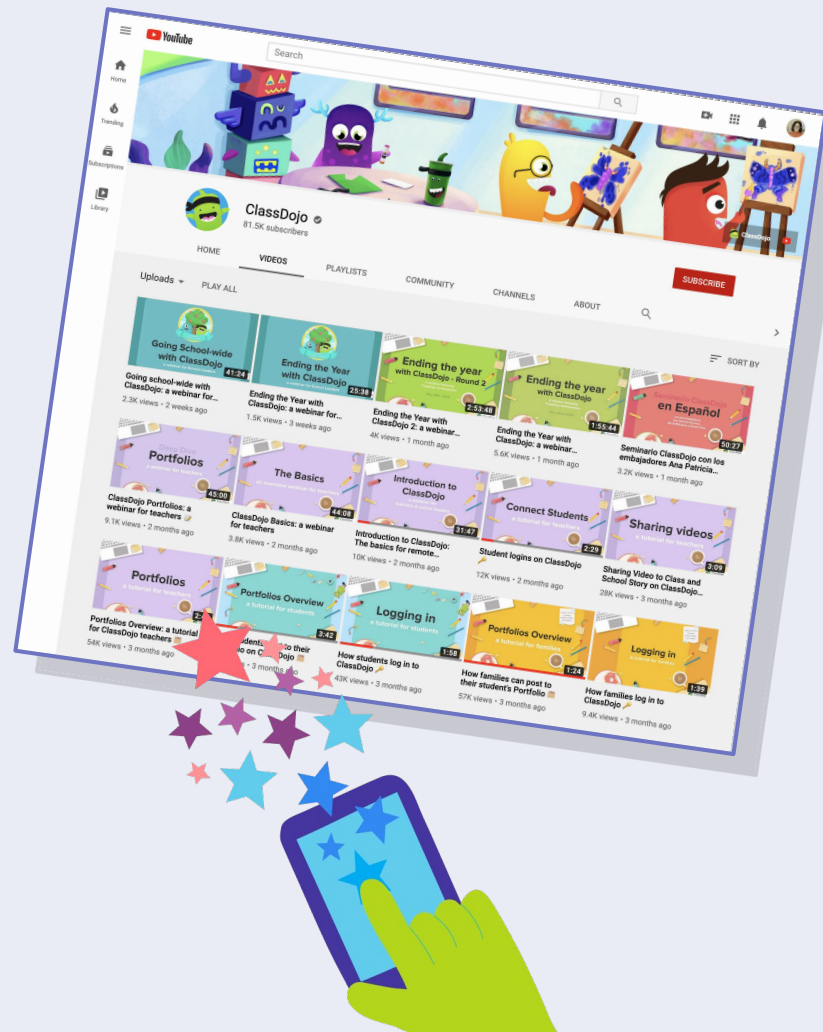 YouTube
Search
Home
Trending
Subscriptions
Library
ClassDojo
ClassDojo
81.5K subscribers
SUBSCRIBE
HOME
VIDEOS
PLAYLISTS
COMMUNITY
CHANNELS
ABOUT
Uploads
PLAY ALL
SORT BY
Going School-wide
with ClassDojo
41:24
Going school-wide with
ClassDojo: a webinar for...
2.3K views • 2 weeks ago
Ending the Year
with ClassDojo
25:38
Ending the Year with
ClassDojo: a webinar for...
1.5K views • 3 weeks ago
Ending the year
with ClassDojo - Round 2
2:53:48
Ending the Year with
ClassDojo 2: a webinar...
4K views • 1 month ago
Ending the year
with ClassDojo
1:55:44
Ending the Year with
ClassDojo: a webinar...
5.6K views • 1 month ago
Seminario ClassDojo
en Español
50:27
Seminario ClassDojo con los
embajadores Ana Patricia...
3.2K views • 1 month ago
Deep Dive
Portfolios
a webinar for teachers
45:00
ClassDojo Portfolios: a
webinar for teachers
9.1K views • 2 months ago
The Basics
44:08
ClassDojo Basics: a webinar
for teachers
3.8K views • 2 months ago
Introduction to
ClassDojo
31:47
Introduction to ClassDojo:
The basics for remote...
10K views • 2 months ago
Connect Students
a tutorial for teachers
2:29
Student logins on ClassDojo
12K views • 2 months ago
Sharing videos
a tutorial for teachers
3:09
Sharing Video to Class and
School Story on ClassDojo...
28K views • 3 months ago
Portfolios
a tutorial for teachers
Portfolios Overview: a tutorial
for ClassDojo teachers
54K views • 3 months ago
Portfolios Overview
a tutorial for students
3:42
to their
on ClassDojo
months ago
Logging in
a tutorial for students
1:58
How students log in to
ClassDojo
43K views • 3 months ago
Portfolios Overview
a tutorial for families
1:24
How families can post to
their student's Portfolio
57K views • 3 months ago
Logging in
a tutorial for families
1:39
How families log in to
ClassDojo
9.4K views • 3 months ago